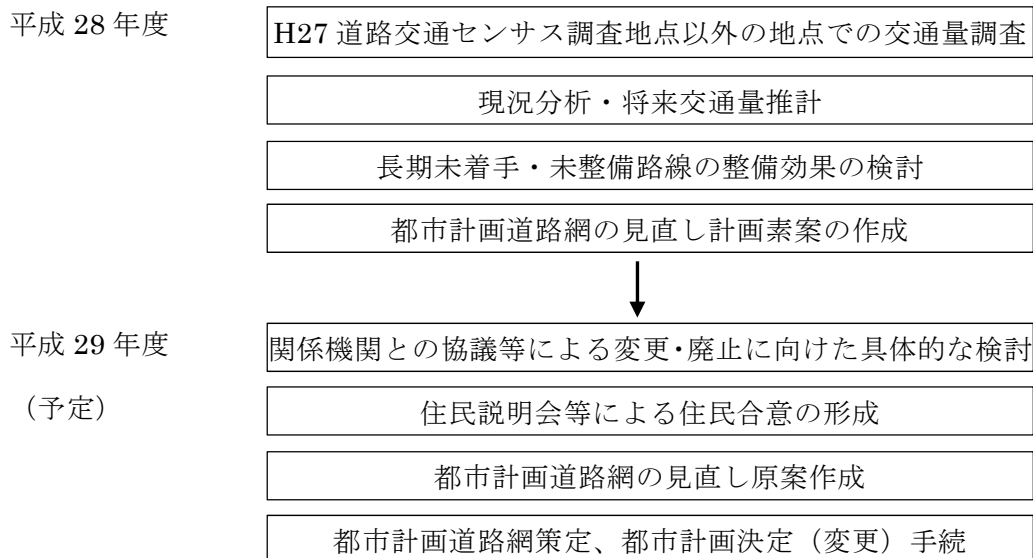 平成 28 年度
H27 道路交通センサス調査地点以外の地点での交通量調査
現況分析・将来交通量推計
長期未着手・未整備路線の整備効果の検討
都市計画道路網の見直し計画素案の作成
平成 29 年度
（予定）
関係機関との協議等による変更・廃止に向けた具体的な検討
住民説明会等による住民合意の形成
都市計画道路網の見直し原案作成
都市計画道路網策定、都市計画決定（変更）手続